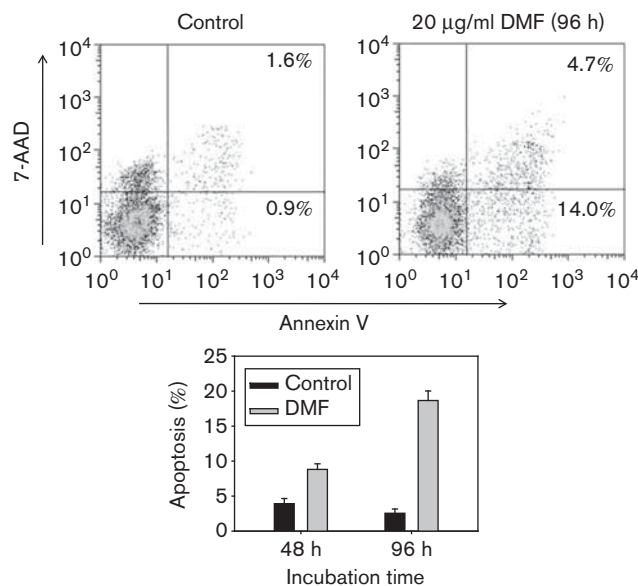 Control
20 µg/ml DMF (96 h)
10⁴
10³
10²
10¹
10⁰
1.6%
0.9%
10⁰ 10¹ 10² 10³ 10⁴
10⁴
10³
10²
10¹
10⁰
4.7%
14.0%
10⁰ 10¹ 10² 10³ 10⁴
7-AAD
Annexin V
25
20
15
10
5
0
Apoptosis (%)
Control
DMF
48 h 96 h
Incubation time